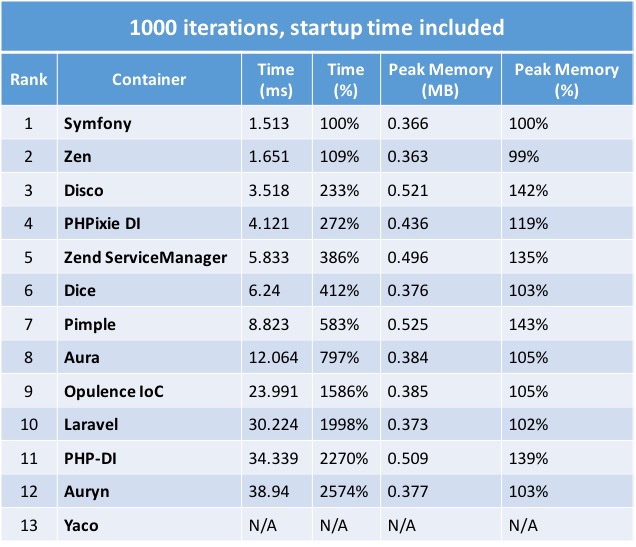 1000 iterations, startup time included
Rank Container Time (ms) Time (%) Peak Memory (MB) Peak Memory (%)
1 Symfony 1.513 100% 0.366 100%
2 Zen 1.651 109% 0.363 99%
3 Disco 3.518 233% 0.521 142%
4 PHPixie DI 4.121 272% 0.436 119%
5 Zend ServiceManager 5.833 386% 0.496 135%
6 Dice 6.24 412% 0.376 103%
7 Pimple 8.823 583% 0.525 143%
8 Aura 12.064 797% 0.384 105%
9 Opulence IoC 23.991 1586% 0.385 105%
10 Laravel 30.224 1998% 0.373 102%
11 PHP-DI 34.339 2270% 0.509 139%
12 Auryn 38.94 2574% 0.377 103%
13 Yaco N/A N/A N/A N/A